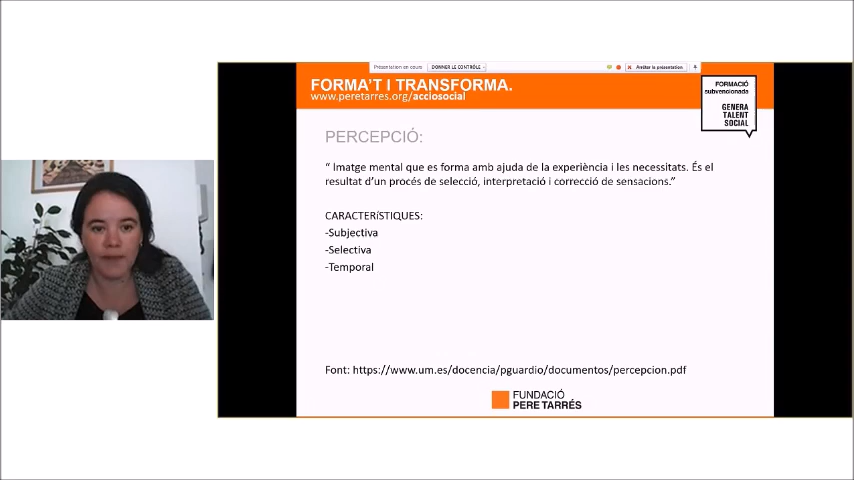 Présentation en cours
DONNER LE CONTRÔLE
Arrêter la présentation
FORMA'T I TRANSFORMA.
www.peretarres.org/acciosocial
FORMACIÓ
subvencionada
GENERA
TALENT
SOCIAL
PERCEPCIÓ:
“ Imatge mental que es forma amb ajuda de la experiència i les necessitats. És el
resultat d’un procés de selecció, interpretació i correcció de sensacions.”
CARACTERíSTIQUES:
-Subjectiva
-Selectiva
-Temporal
Font: https://www.um.es/docencia/pguardio/documentos/percepcion.pdf
FUNDACIÓ
PERE TARRÉS